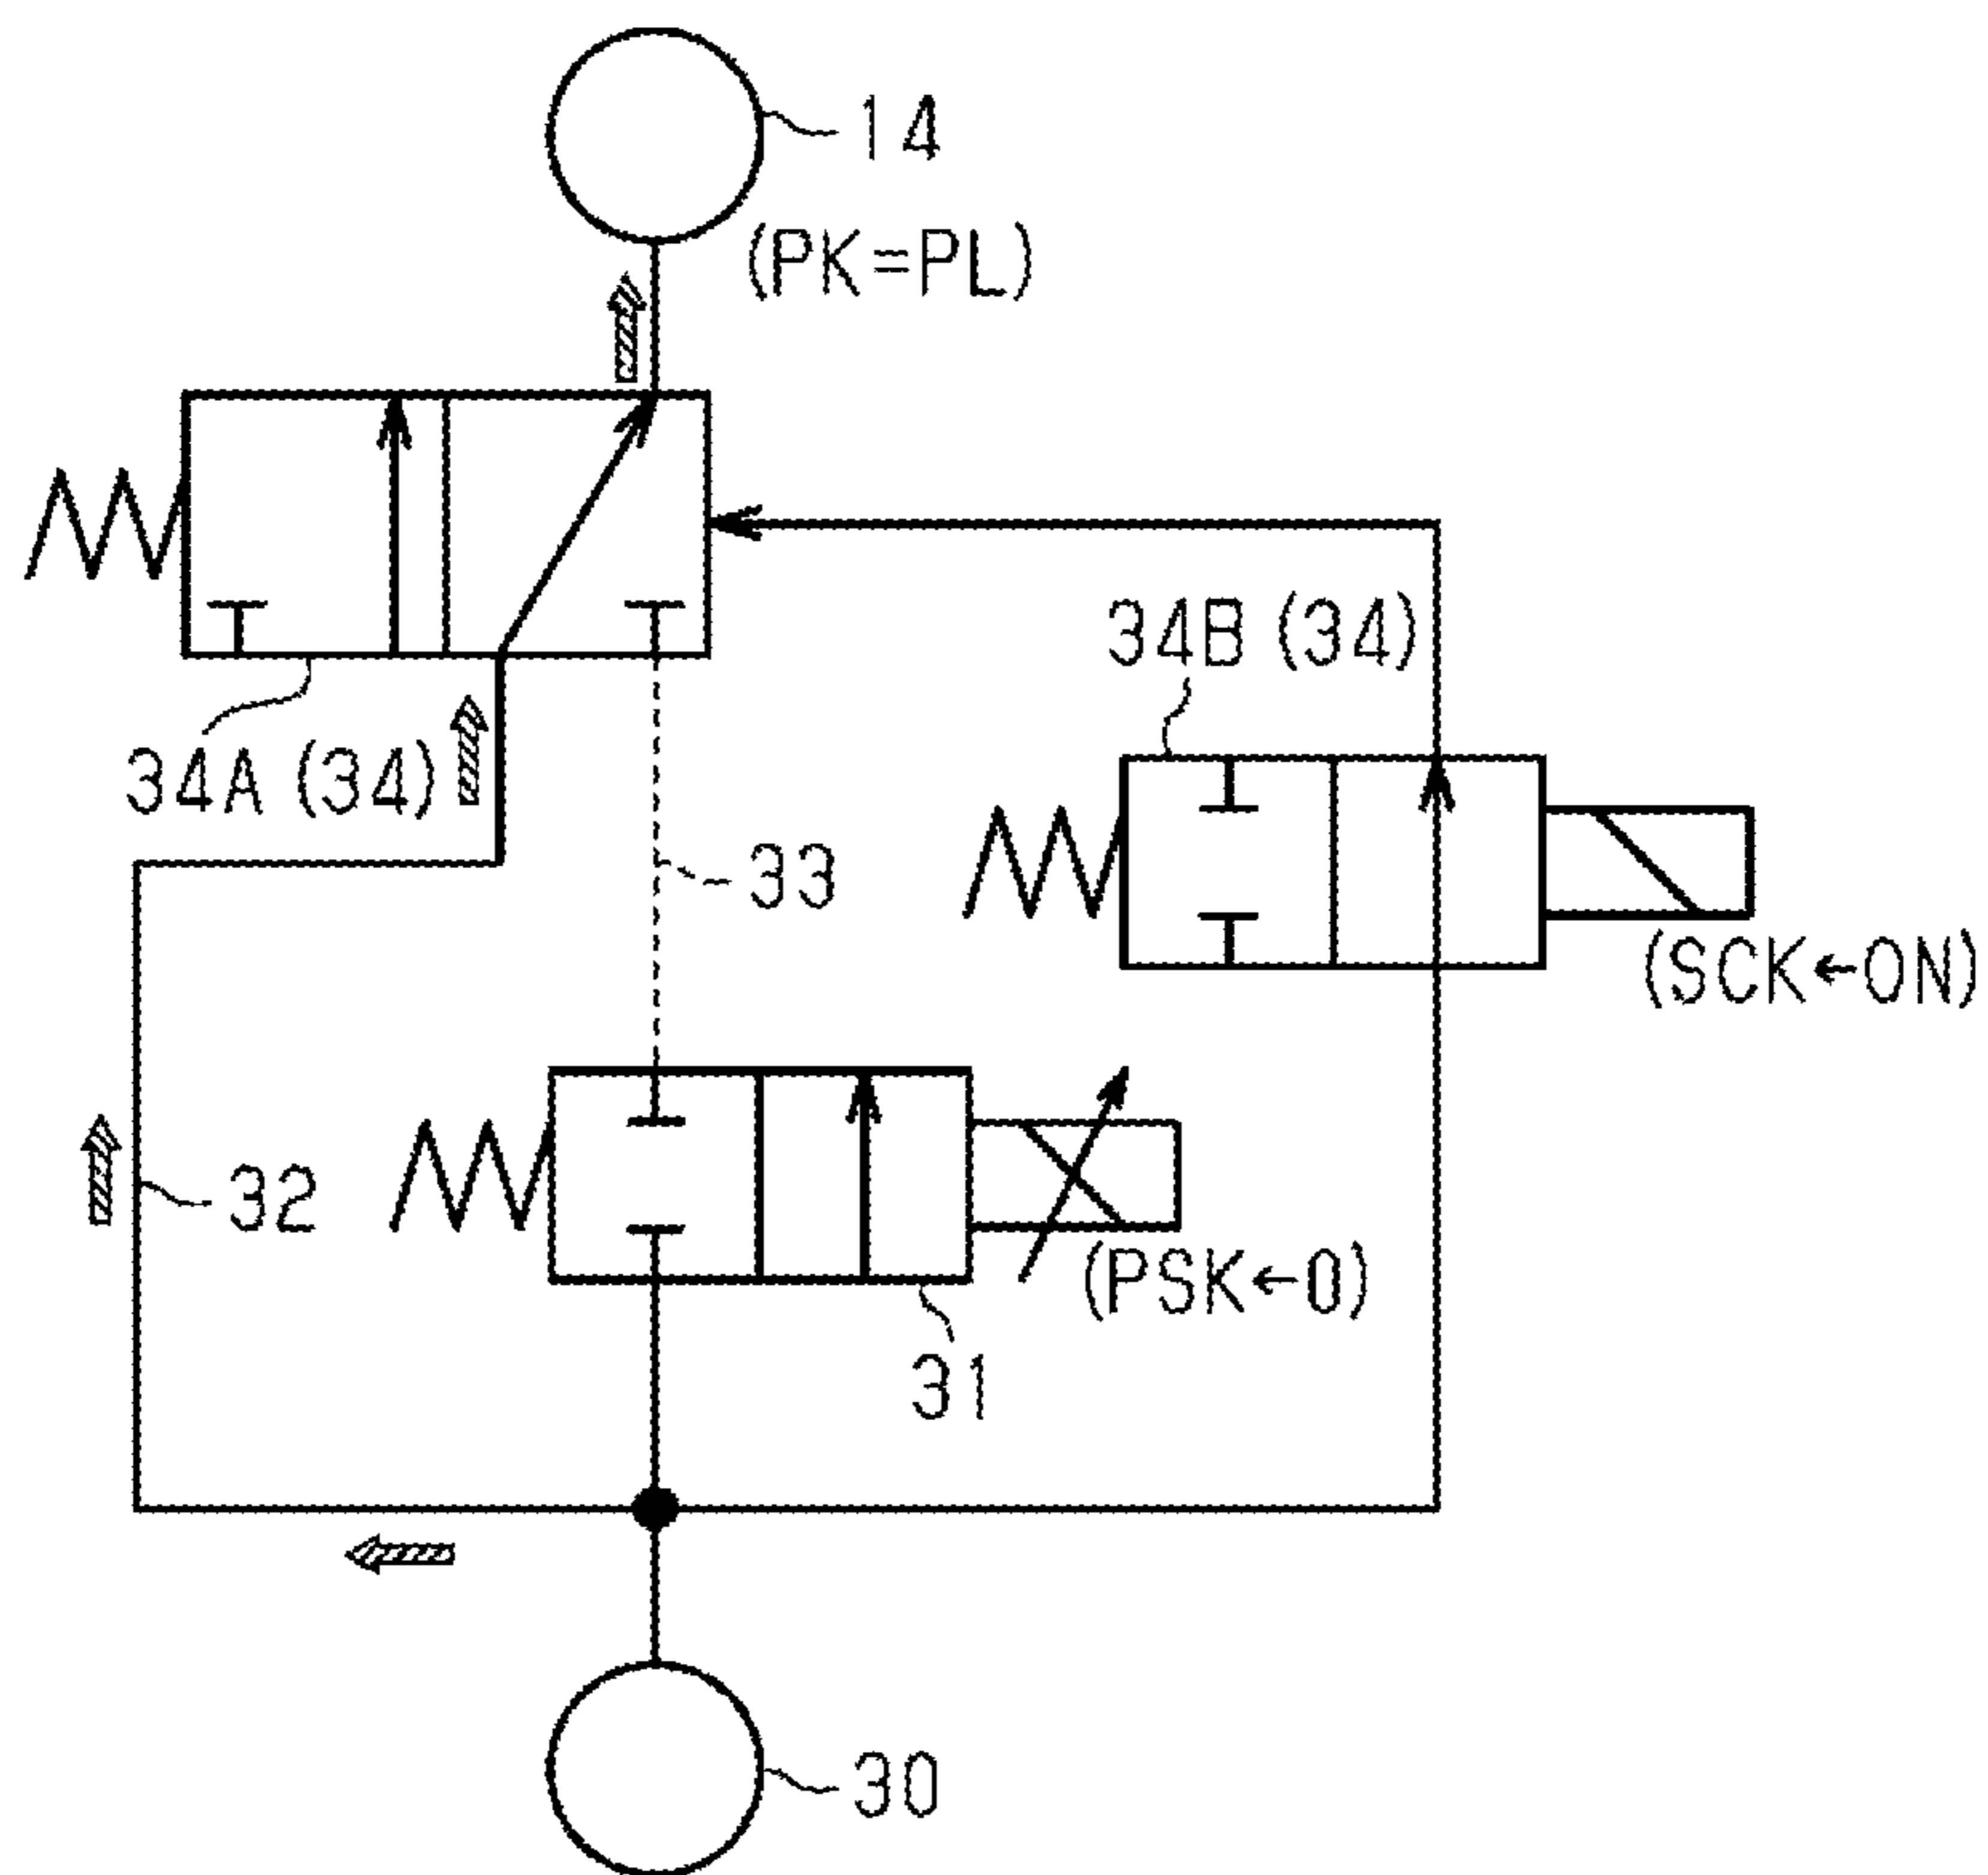 14
(PK=PL)
34B (34)
34A (34)
33
(SCK←ON)
32
(PSK←0)
31
30